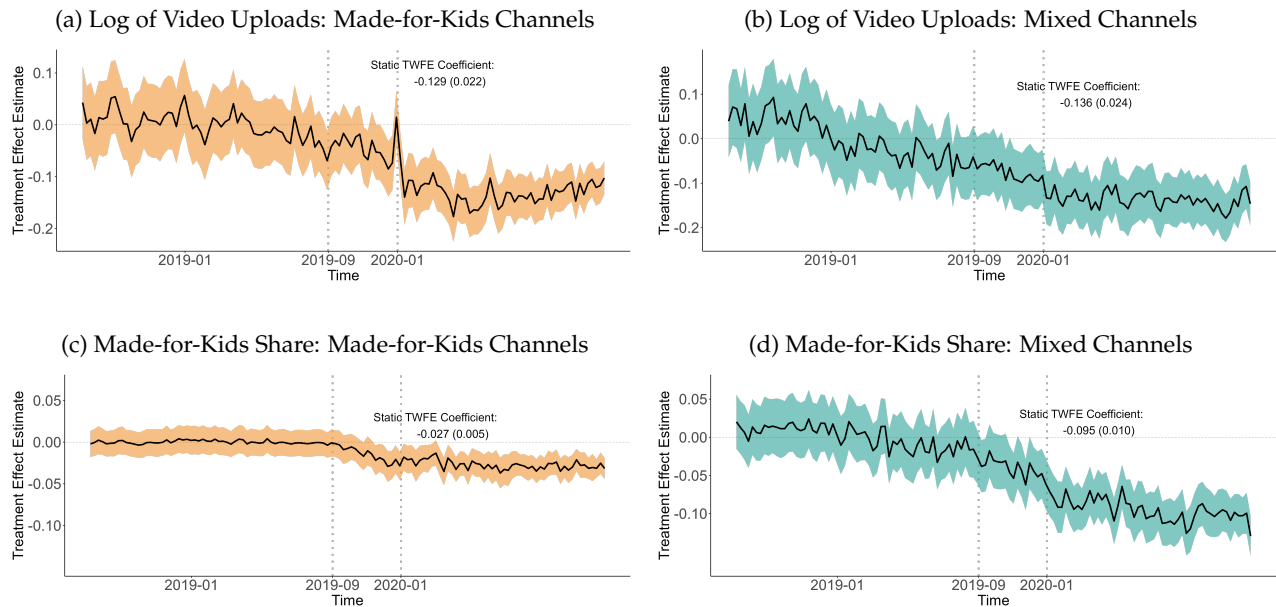 (a) Log of Video Uploads: Made-for-Kids Channels
Treatment Effect Estimate
0.1
0.0
-0.1
-0.2
Static TWFE Coefficient:
-0.129 (0.022)
2019-01
2019-09
2020-01
Time
(b) Log of Video Uploads: Mixed Channels
Treatment Effect Estimate
0.1
0.0
-0.1
-0.2
Static TWFE Coefficient:
-0.136 (0.024)
2019-01
2019-09
2020-01
Time
(c) Made-for-Kids Share: Made-for-Kids Channels
Treatment Effect Estimate
0.05
0.00
-0.05
-0.10
Static TWFE Coefficient:
-0.027 (0.005)
2019-01
2019-09
2020-01
Time
(d) Made-for-Kids Share: Mixed Channels
Treatment Effect Estimate
0.05
0.00
-0.05
-0.10
Static TWFE Coefficient:
-0.095 (0.010)
2019-01
2019-09
2020-01
Time